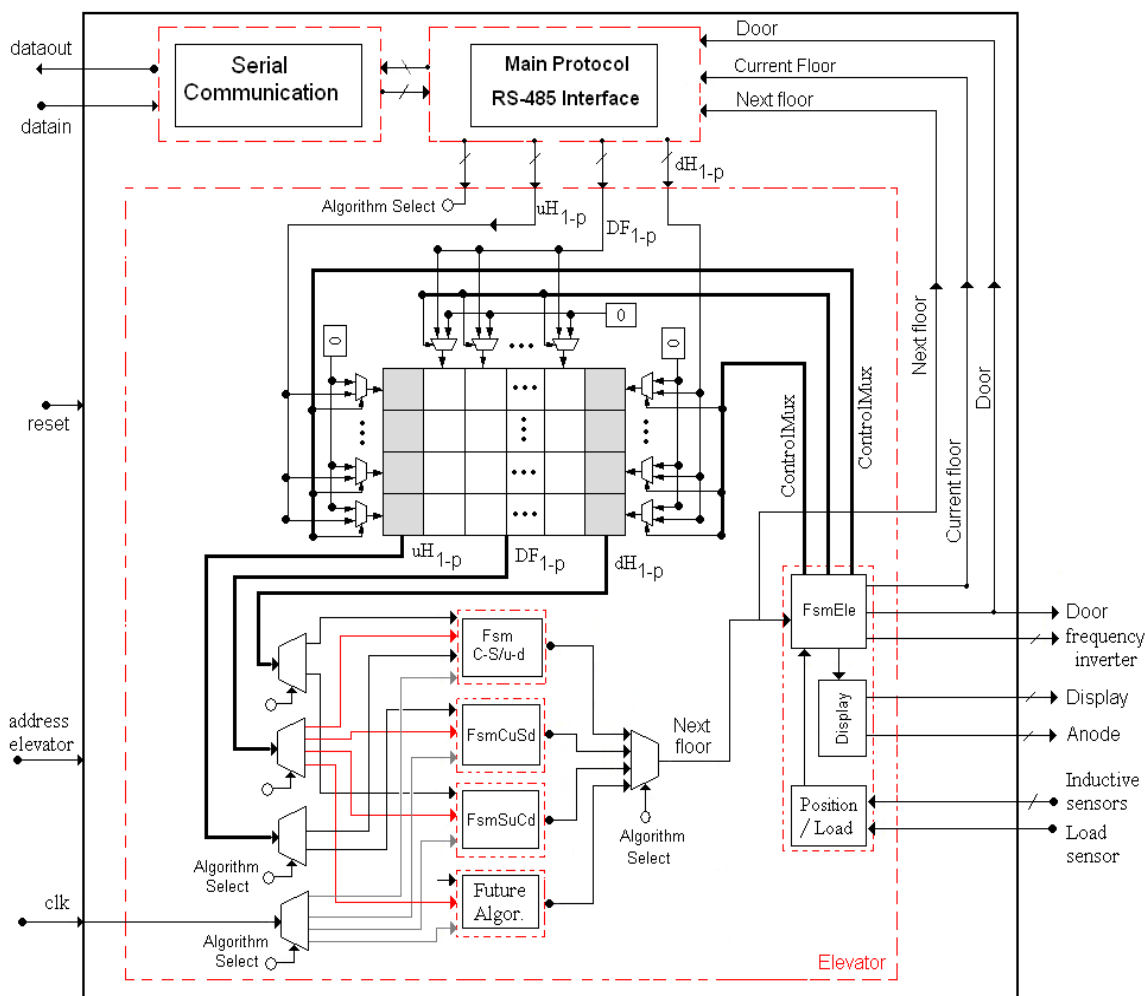 Door
dataout
Serial
Communication
Main Protocol
RS-485 Interface
Current Floor
Next floor
datain
dH1-p
Algorithm Select
uH1-p
DF1-p
0
0
0
reset
ControlMux
ControlMux
Next floor
Current floor
Door
uH1-p
DF1-p
dH1-p
FsmEle
Door
frequency
inverter
Fsm
C-S/u-d
Display
Display
Anode
address
elevator
FsmCuSd
Next
floor
FsmSuCd
Position
/ Load
Inductive
sensors
Load
sensor
Algorithm
Select
Algorithm
Select
Future
Algor.
clk
Algorithm
Select
Elevator